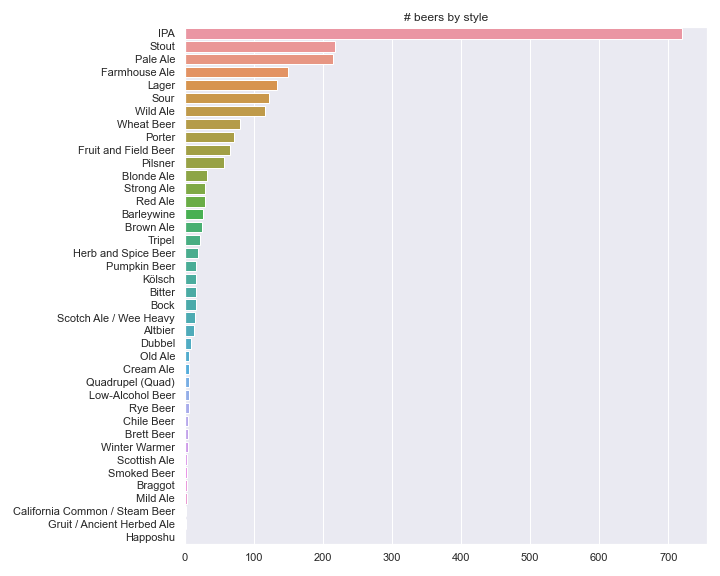 # beers by style
IPA
Stout
Pale Ale
Farmhouse Ale
Lager
Sour
Wild Ale
Wheat Beer
Porter
Fruit and Field Beer
Pilsner
Blonde Ale
Strong Ale
Red Ale
Barleywine
Brown Ale
Tripel
Herb and Spice Beer
Pumpkin Beer
Kölsch
Bitter
Bock
Scotch Ale / Wee Heavy
Altbier
Dubbel
Old Ale
Cream Ale
Quadrupel (Quad)
Low-Alcohol Beer
Rye Beer
Chile Beer
Brett Beer
Winter Warmer
Scottish Ale
Smoked Beer
Braggot
Mild Ale
California Common / Steam Beer
Gruit / Ancient Herbed Ale
Happoshu
0 100 200 300 400 500 600 700